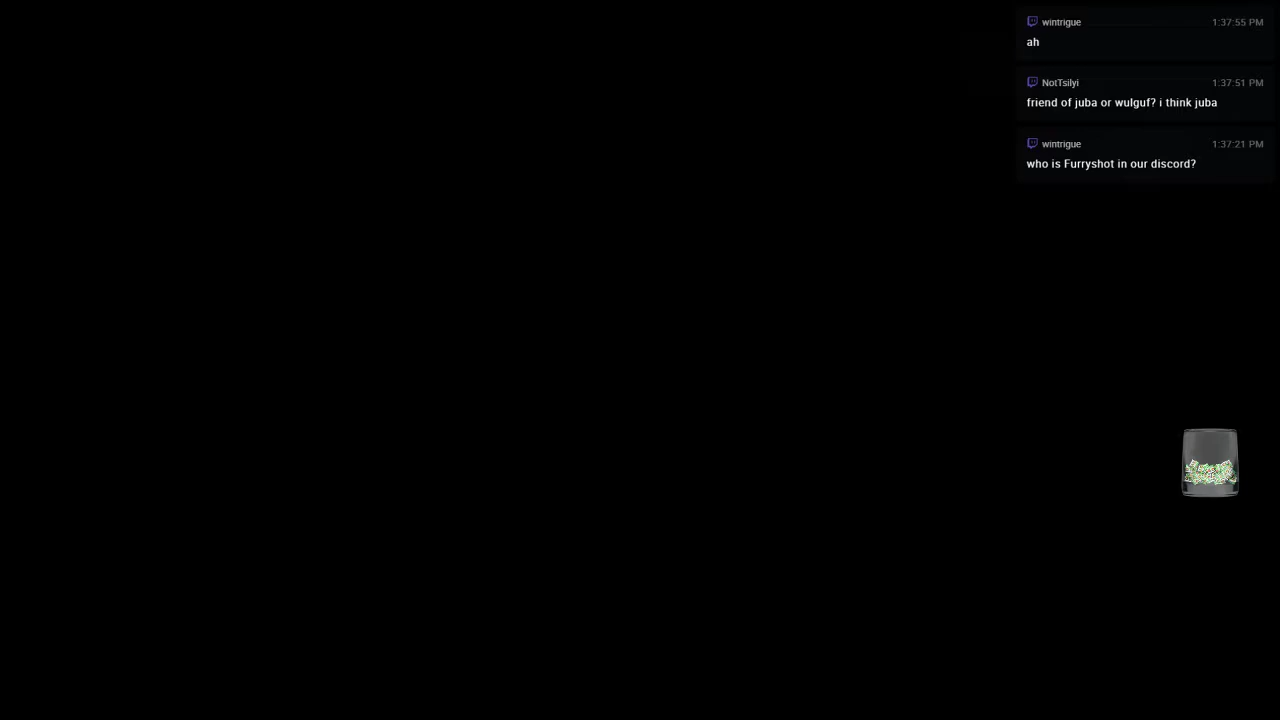 wintrigue 1:37:55 PM
ah
NotTsilyi 1:37:51 PM
friend of juba or wulguf? i think juba
wintrigue 1:37:21 PM
who is Furryshot in our discord?